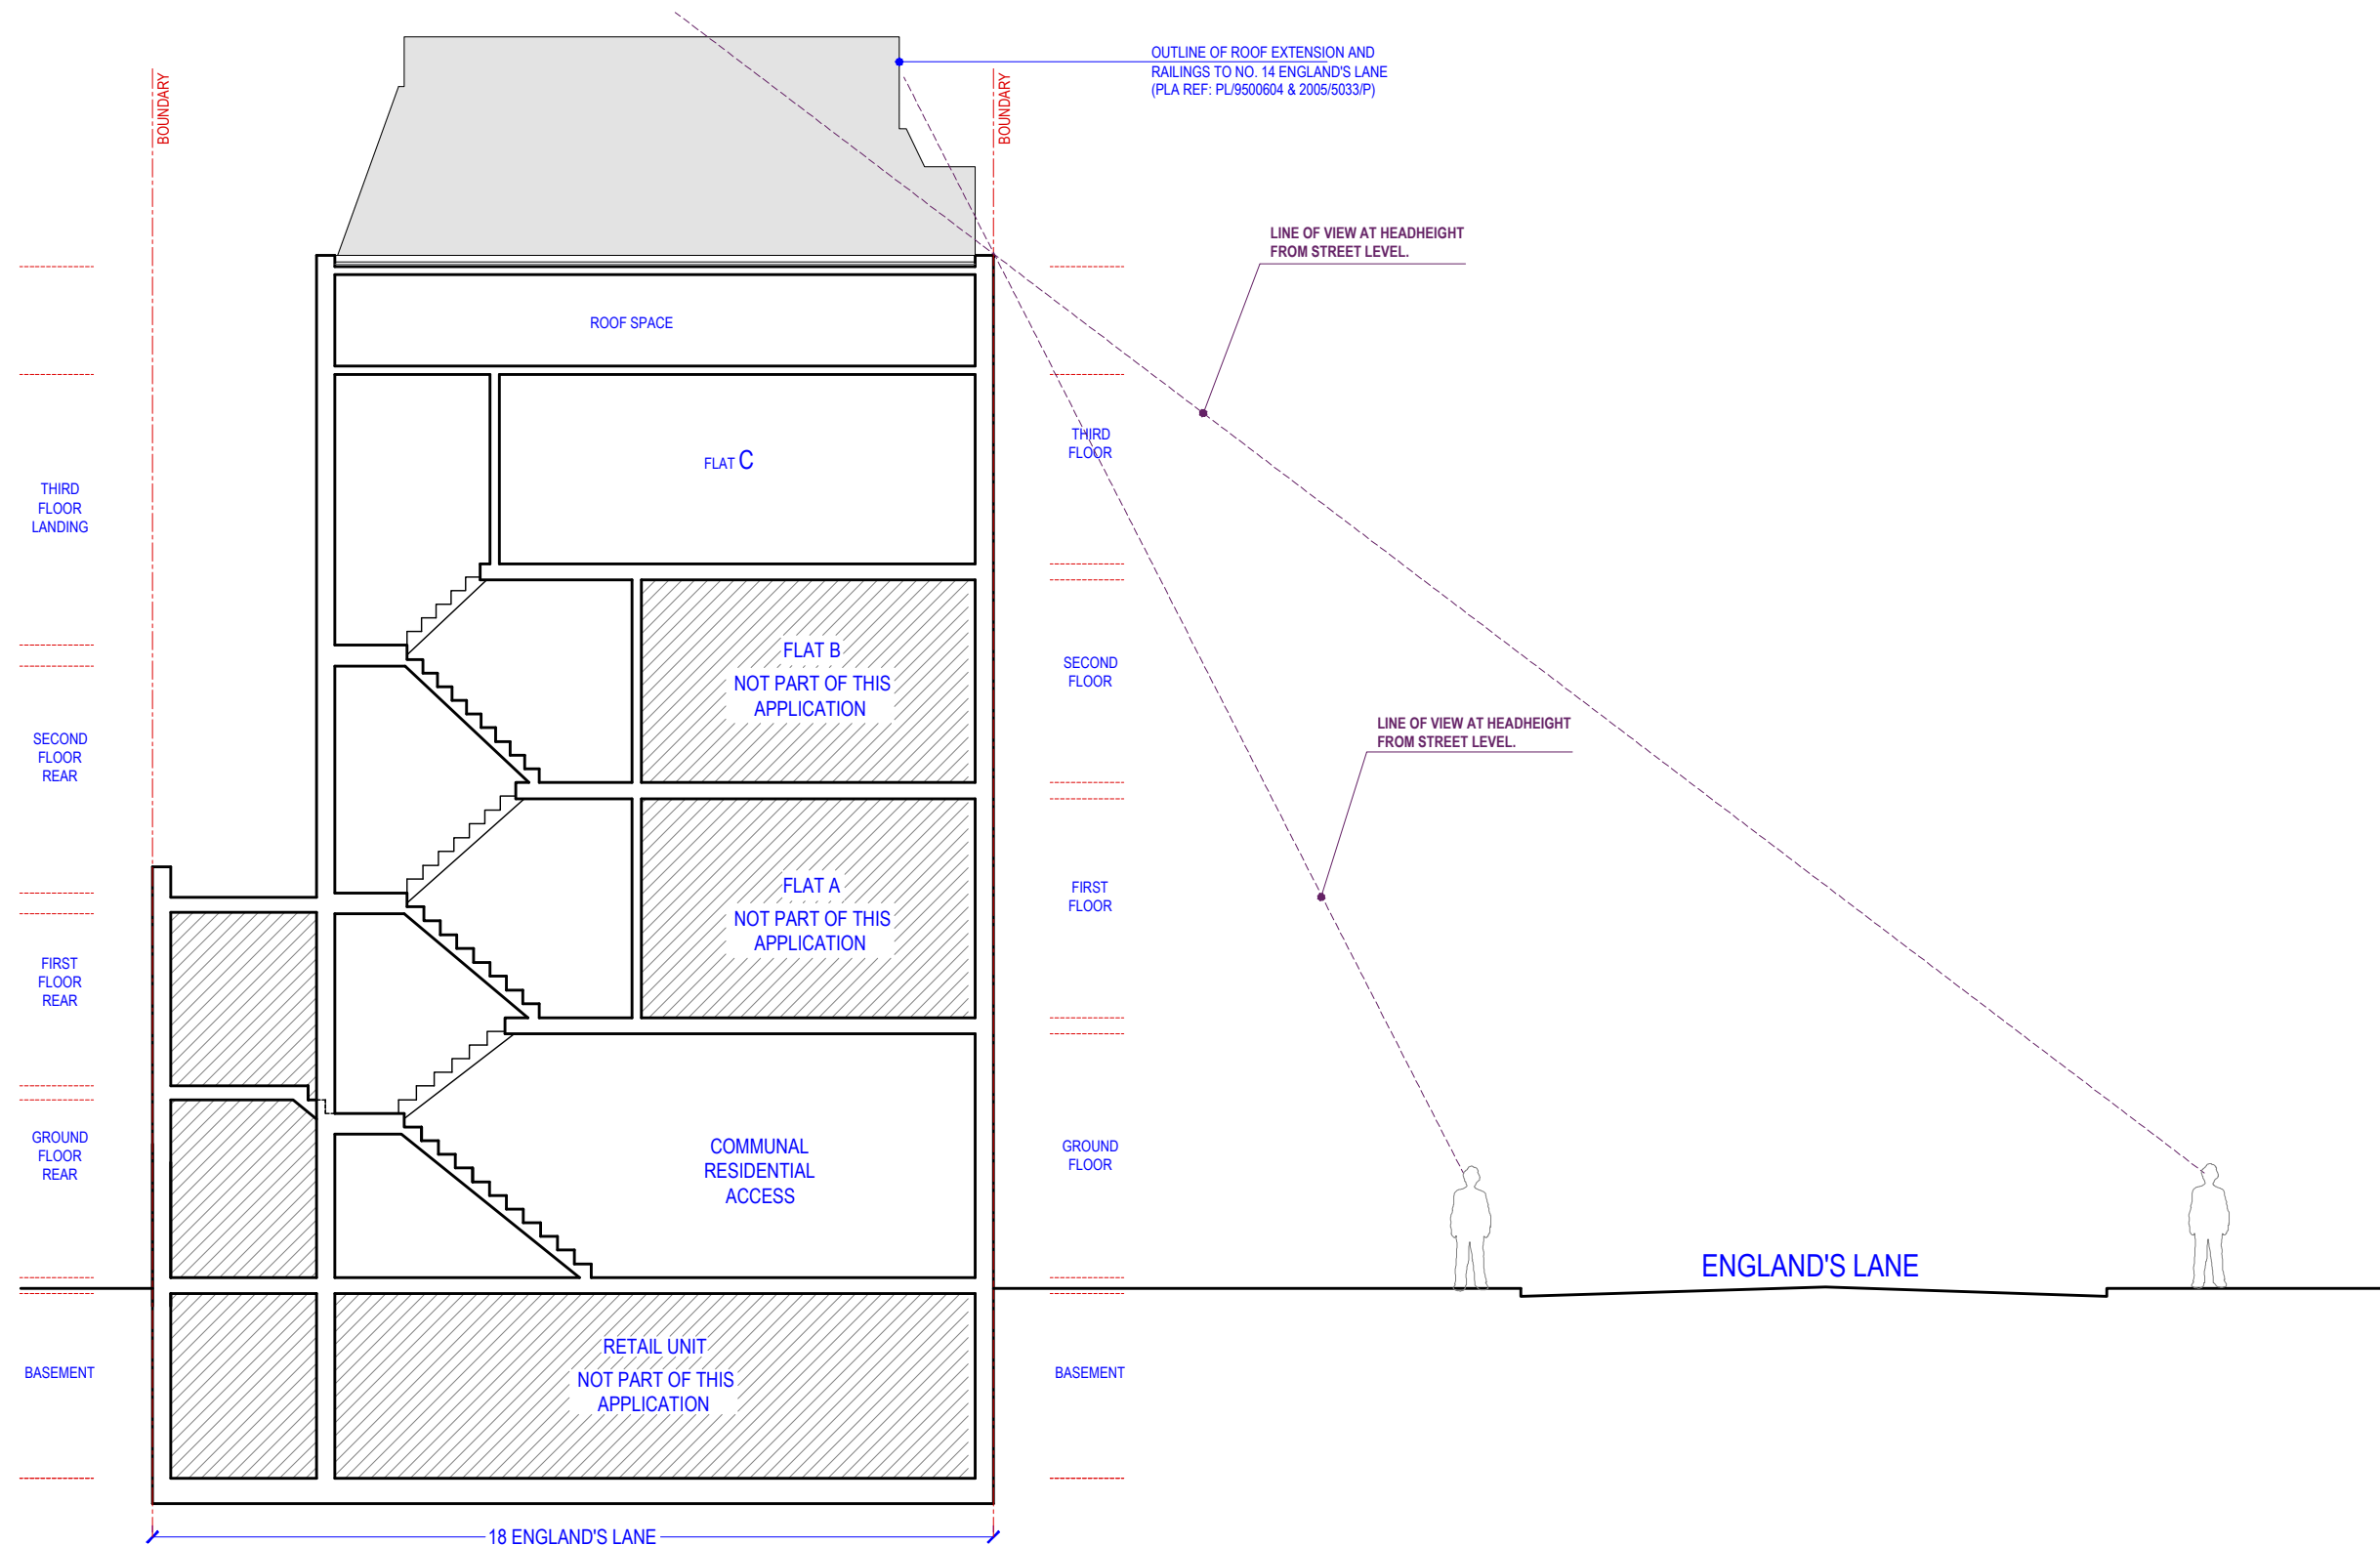 OUTLINE OF ROOF EXTENSION AND
RAILINGS TO NO. 14 ENGLAND'S LANE
(PLA REF: PL/9500604 & 2005/5033/P)
BOUNDARY
BOUNDARY
LINE OF VIEW AT HEADHEIGHT
FROM STREET LEVEL.
ROOF SPACE
THIRD
FLOOR
FLAT C
THIRD
FLOOR
LANDING
FLAT B
NOT PART OF THIS
APPLICATION
SECOND
FLOOR
LINE OF VIEW AT HEADHEIGHT
FROM STREET LEVEL.
SECOND
FLOOR
REAR
FLAT A
NOT PART OF THIS
APPLICATION
FIRST
FLOOR
FIRST
FLOOR
REAR
GROUND
FLOOR
REAR
COMMUNAL
RESIDENTIAL
ACCESS
GROUND
FLOOR
ENGLAND'S LANE
BASEMENT
RETAIL UNIT
NOT PART OF THIS
APPLICATION
BASEMENT
18 ENGLAND'S LANE